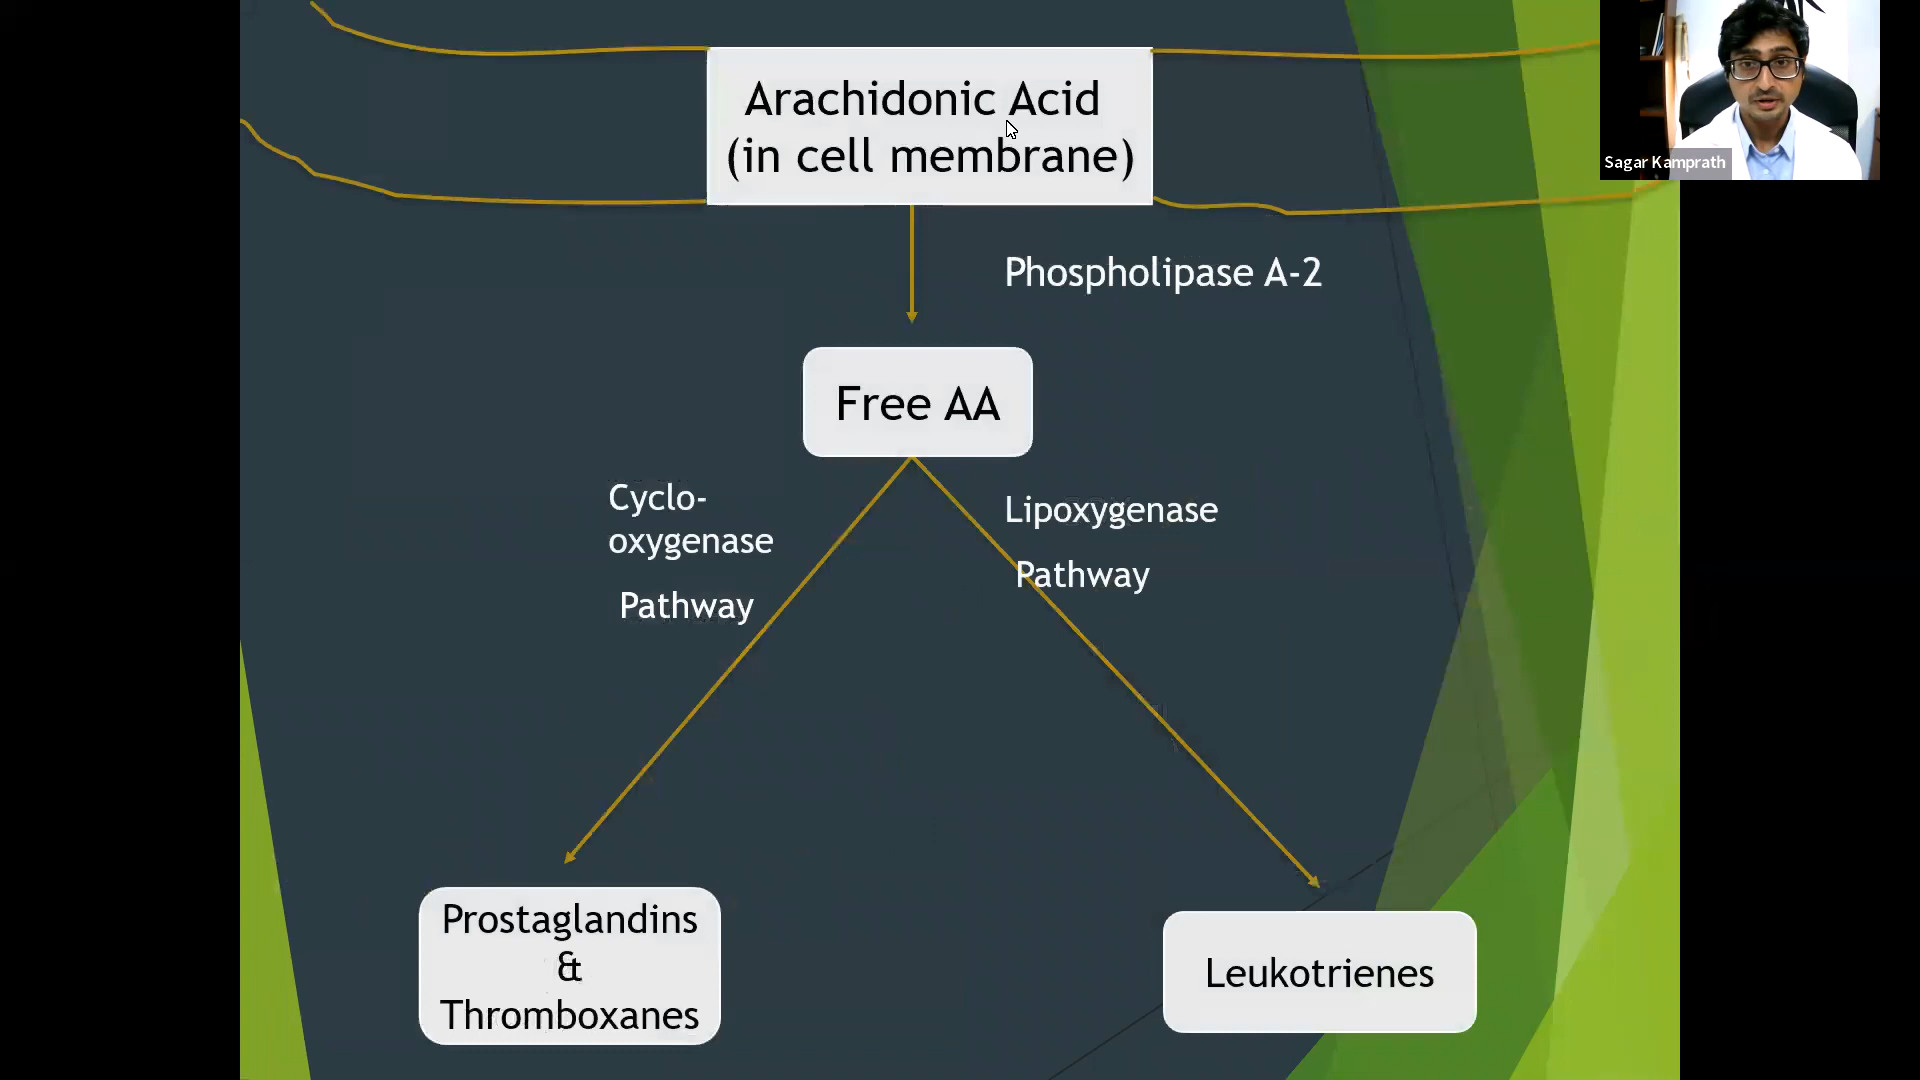 Arachidonic Acid
(in cell membrane)
Sagar Kamprath
Phospholipase A-2
Free AA
Cyclo-
oxygenase
Pathway
Lipoxygenase
Pathway
Prostaglandins
&
Thromboxanes
Leukotrienes